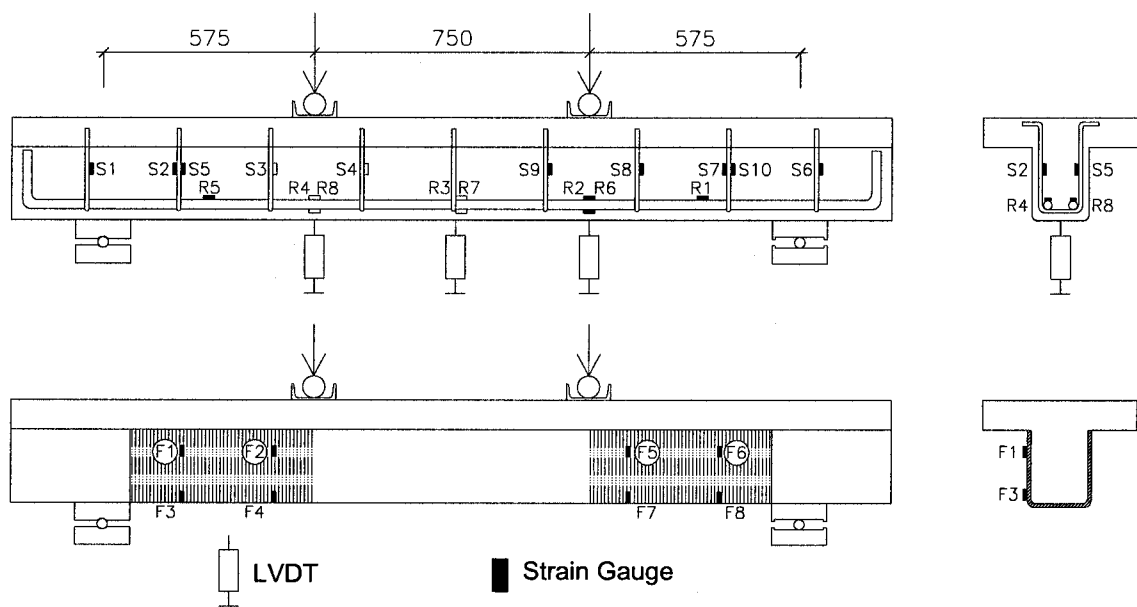 575 750 575
S1 S2 S5 S3 S4 S9 S8 S7 S10 S6
R5 R4 R8 R3 R7 R2 R6 R1
S2 S5
R4 R8
F1 F2 F5 F6
F3 F4 F7 F8
F1
F3
LVDT
Strain Gauge